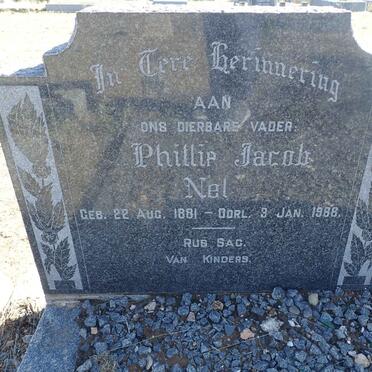 In Tere Herinnering
AAN
ONS DIERBARE VADER:
Phillip Jacob
Nel
GEB. 22 AUG. 1881 – OORL. 3 JAN. 1968.
RUS SAG.
VAN KINDERS.